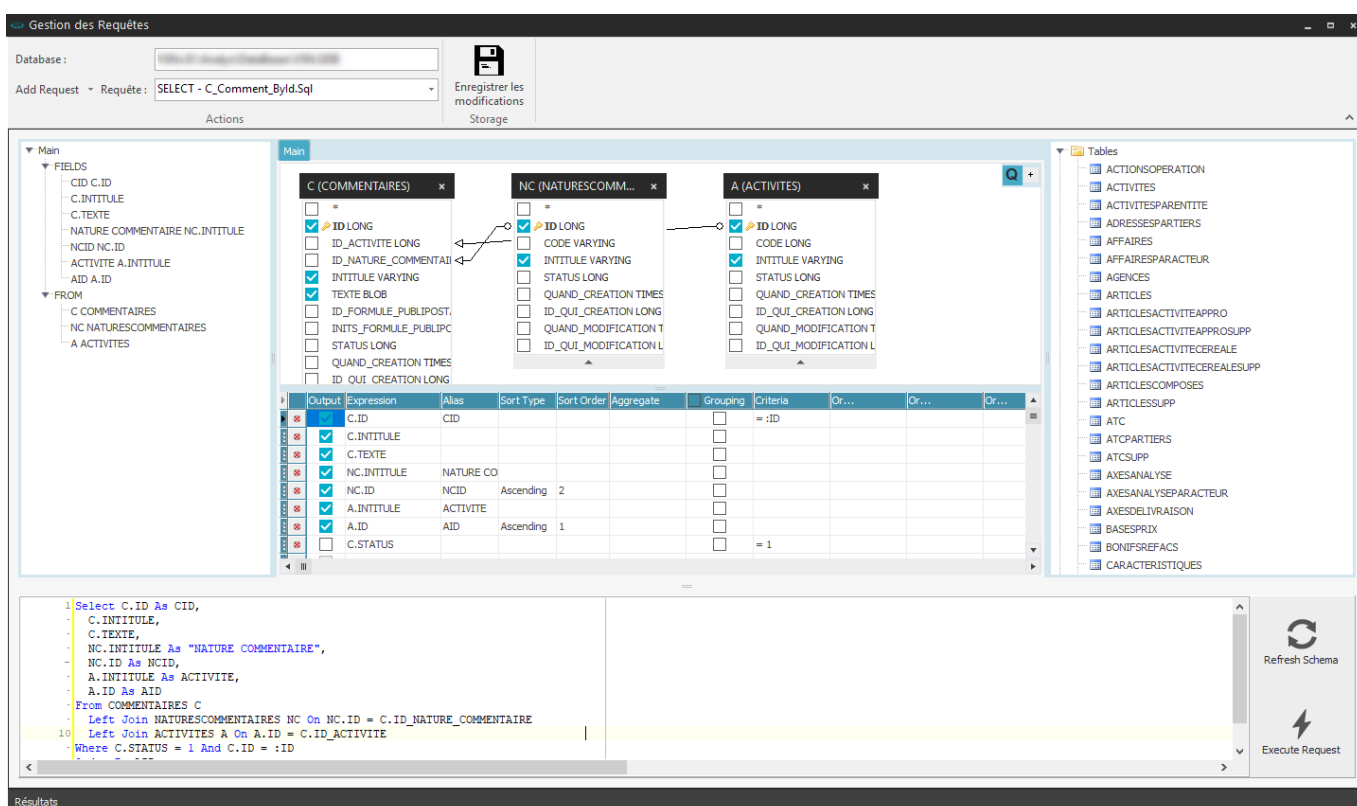 Gestion des Requêtes
Database :
Add Request Requête : SELECT - C_Comment_ById.Sql
Enregistrer les
modifications
Actions
Storage
Main
FIELDS
CID C.ID
C.INTITULE
C.TEXTE
NATURE COMMENTAIRE NC.INTITULE
NCID NC.ID
ACTIVITE A.INTITULE
AID A.ID
FROM
C COMMENTAIRES
NC NATURESCOMMENTAIRES
A ACTIVITES
Main
Q +
C (COMMENTAIRES) ×
*
ID LONG
ID_ACTIVITE LONG
ID_NATURE_COMMENTAI
INTITULE VARYING
TEXTE BLOB
ID_FORMULE_PUBLIPOST
INITS_FORMULE_PUBLIPC
STATUS LONG
QUAND_CREATION TIMES
ID_QUI_CREATION LONG
NC (NATURESCOMM... ×
*
ID LONG
CODE VARYING
INTITULE VARYING
STATUS LONG
QUAND_CREATION TIMES
ID_QUI_CREATION LONG
QUAND_MODIFICATION T
ID_QUI_MODIFICATION L
A (ACTIVITES) ×
*
ID LONG
CODE LONG
INTITULE VARYING
STATUS LONG
QUAND_CREATION TIMES
ID_QUI_CREATION LONG
QUAND_MODIFICATION T
ID_QUI_MODIFICATION L
Output Expression Alias Sort Type Sort Order Aggregate Grouping Criteria Or... Or... Or...
C.ID CID = :ID
C.INTITULE
C.TEXTE
NC.INTITULE NATURE CO
NC.ID NCID Ascending 2
A.INTITULE ACTIVITE
A.ID AID Ascending 1
C.STATUS = 1
Tables
ACTIONSOPERATION
ACTIVITES
ACTIVITESPARENTITE
ADRESSESPARTIERS
AFFAIRES
AFFAIRESPARACTEUR
AGENCES
ARTICLES
ARTICLESACTIVITEAPPRO
ARTICLESACTIVITEAPPROSUPP
ARTICLESACTIVITECEREALE
ARTICLESACTIVITECEREALESUPP
ARTICLESCOMPOSES
ARTICLESSUPP
ATC
ATCPARTIERS
ATCSUPP
AXESANALYSE
AXESANALYSEPARACTEUR
AXESDELIVRAISON
BASESPRIX
BONIFSREFACS
CARACTERISTIQUES
1 Select C.ID As CID,
C.INTITULE,
C.TEXTE,
NC.INTITULE As "NATURE COMMENTAIRE",
NC.ID As NCID,
A.INTITULE As ACTIVITE,
A.ID As AID
From COMMENTAIRES C
Left Join NATURESCOMMENTAIRES NC On NC.ID = C.ID_NATURE_COMMENTAIRE
10 Left Join ACTIVITES A On A.ID = C.ID_ACTIVITE
Where C.STATUS = 1 And C.ID = :ID
Refresh Schema
Execute Request
Résultats